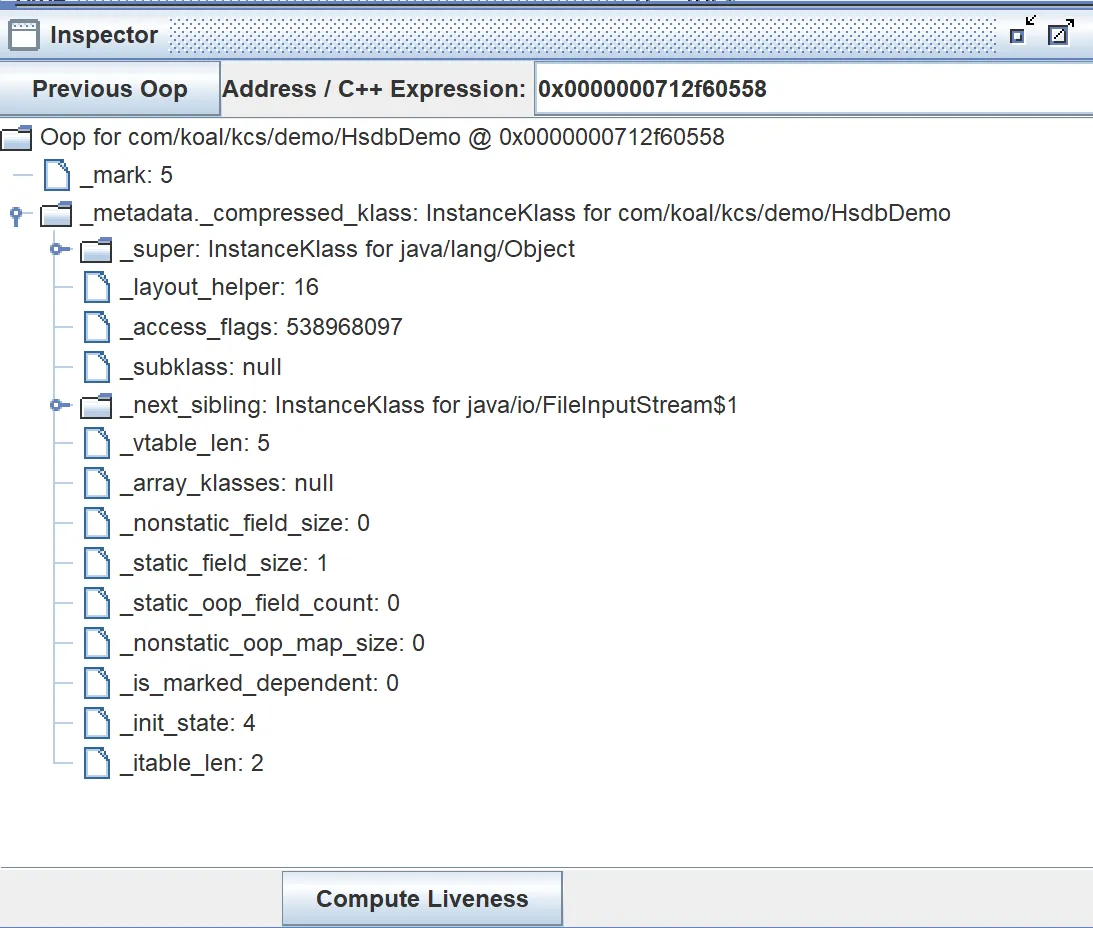 Inspector
Previous Oop Address / C++ Expression: 0x0000000712f60558
Oop for com/koal/kcs/demo/HsdbDemo @ 0x0000000712f60558
_mark: 5
_metadata._compressed_klass: InstanceKlass for com/koal/kcs/demo/HsdbDemo
_super: InstanceKlass for java/lang/Object
_layout_helper: 16
_access_flags: 538968097
_subklass: null
_next_sibling: InstanceKlass for java/io/FileInputStream$1
_vtable_len: 5
_array_klasses: null
_nonstatic_field_size: 0
_static_field_size: 1
_static_oop_field_count: 0
_nonstatic_oop_map_size: 0
_is_marked_dependent: 0
_init_state: 4
_itable_len: 2
Compute Liveness